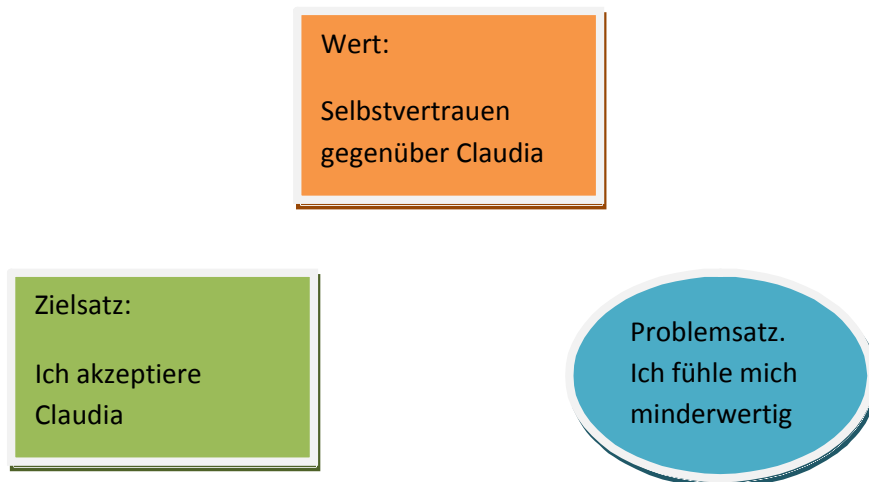 Wert:
Selbstvertrauen
gegenüber Claudia
Zielsatz:
Ich akzeptiere
Claudia
Problemsatz.
Ich fühle mich
minderwertig